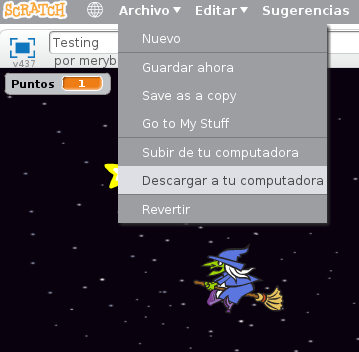 SCRATCH
Archivo
Editar
Sugerencias
v437
Testing
por meryb
Puntos 1
Nuevo
Guardar ahora
Save as a copy
Go to My Stuff
Subir de tu computadora
Descargar a tu computadora
Revertir